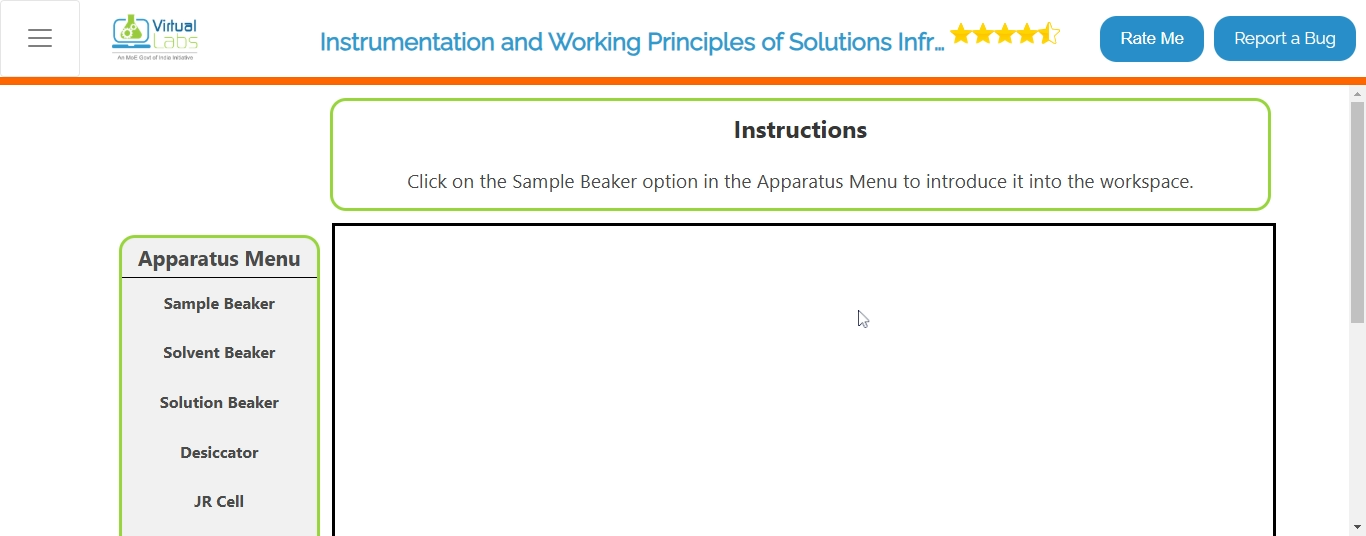 Virtual
Labs
An MoE Govt of India Initiative
Instrumentation and Working Principles of Solutions Infr...
Rate Me
Report a Bug
Instructions
Click on the Sample Beaker option in the Apparatus Menu to introduce it into the workspace.
Apparatus Menu
Sample Beaker
Solvent Beaker
Solution Beaker
Desiccator
JR Cell